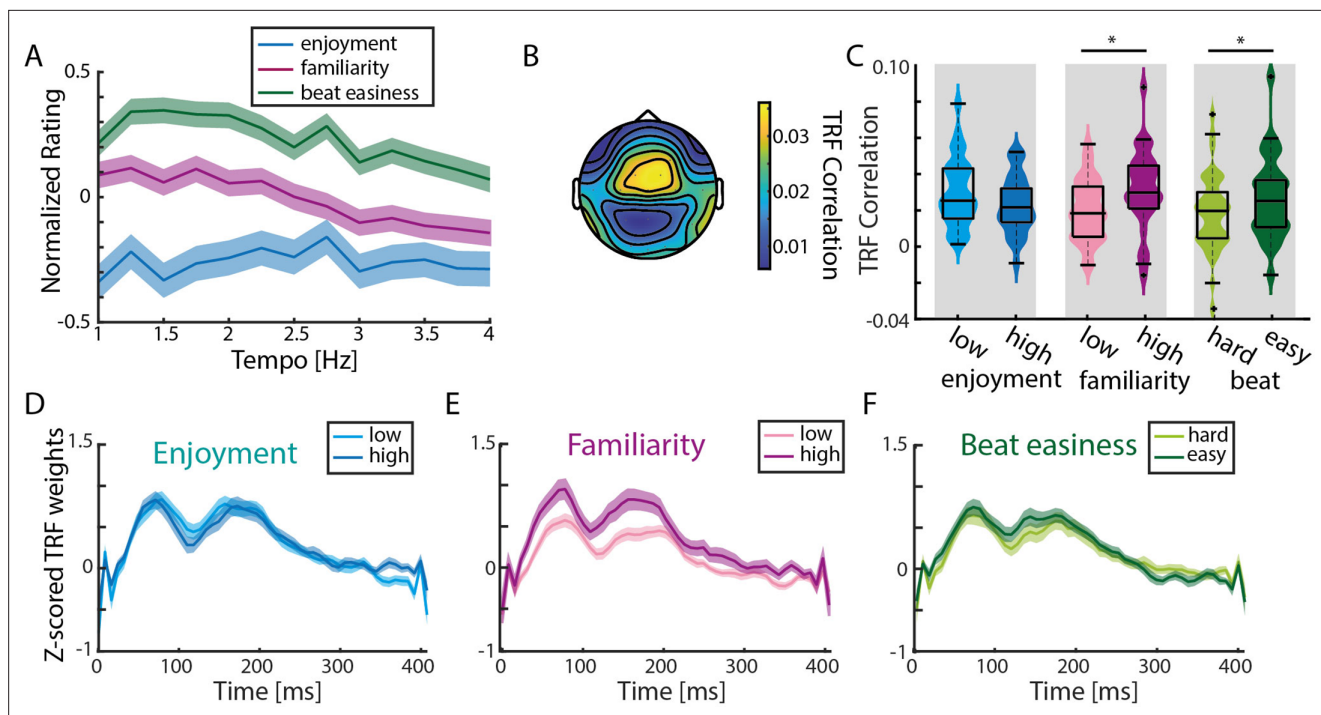 A
enjoyment
familiarity
beat easiness
0.5
0
-0.5
Normalized Rating
1
1.5
2
2.5
3
3.5
4
Tempo [Hz]
B
0.03
0.02
0.01
TRF Correlation
C
*
*
0.10
0
-0.04
TRF Correlation
low
high
low
high
hard
easy
enjoyment
familiarity
beat
D
Enjoyment
low
high
1.5
0
-1
Z-scored TRF weights
0
100
200
300
400
Time [ms]
E
Familiarity
low
high
1.5
0
-1
0
100
200
300
400
Time [ms]
F
Beat easiness
hard
easy
1.5
0
-1
0
100
200
300
400
Time [ms]